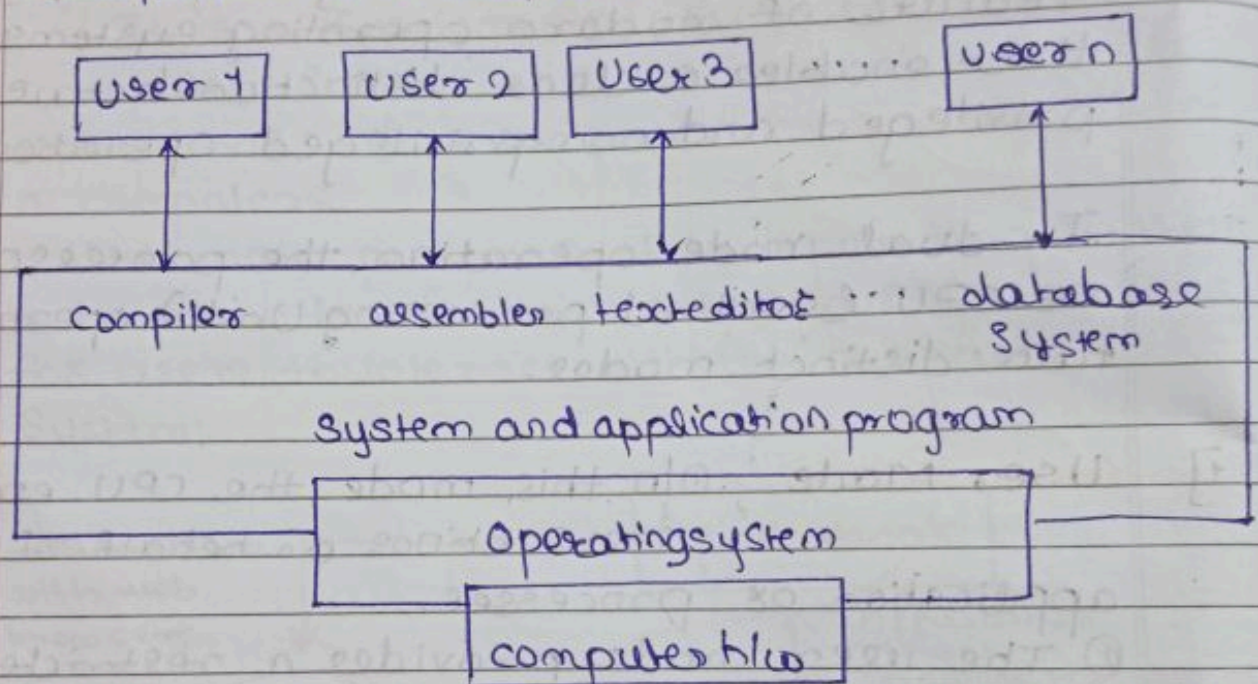 User 1 User 2 User 3 ..... User n
compiler assembler texteditor ... database
system
system and application program
Operatingsystem
computer h/w